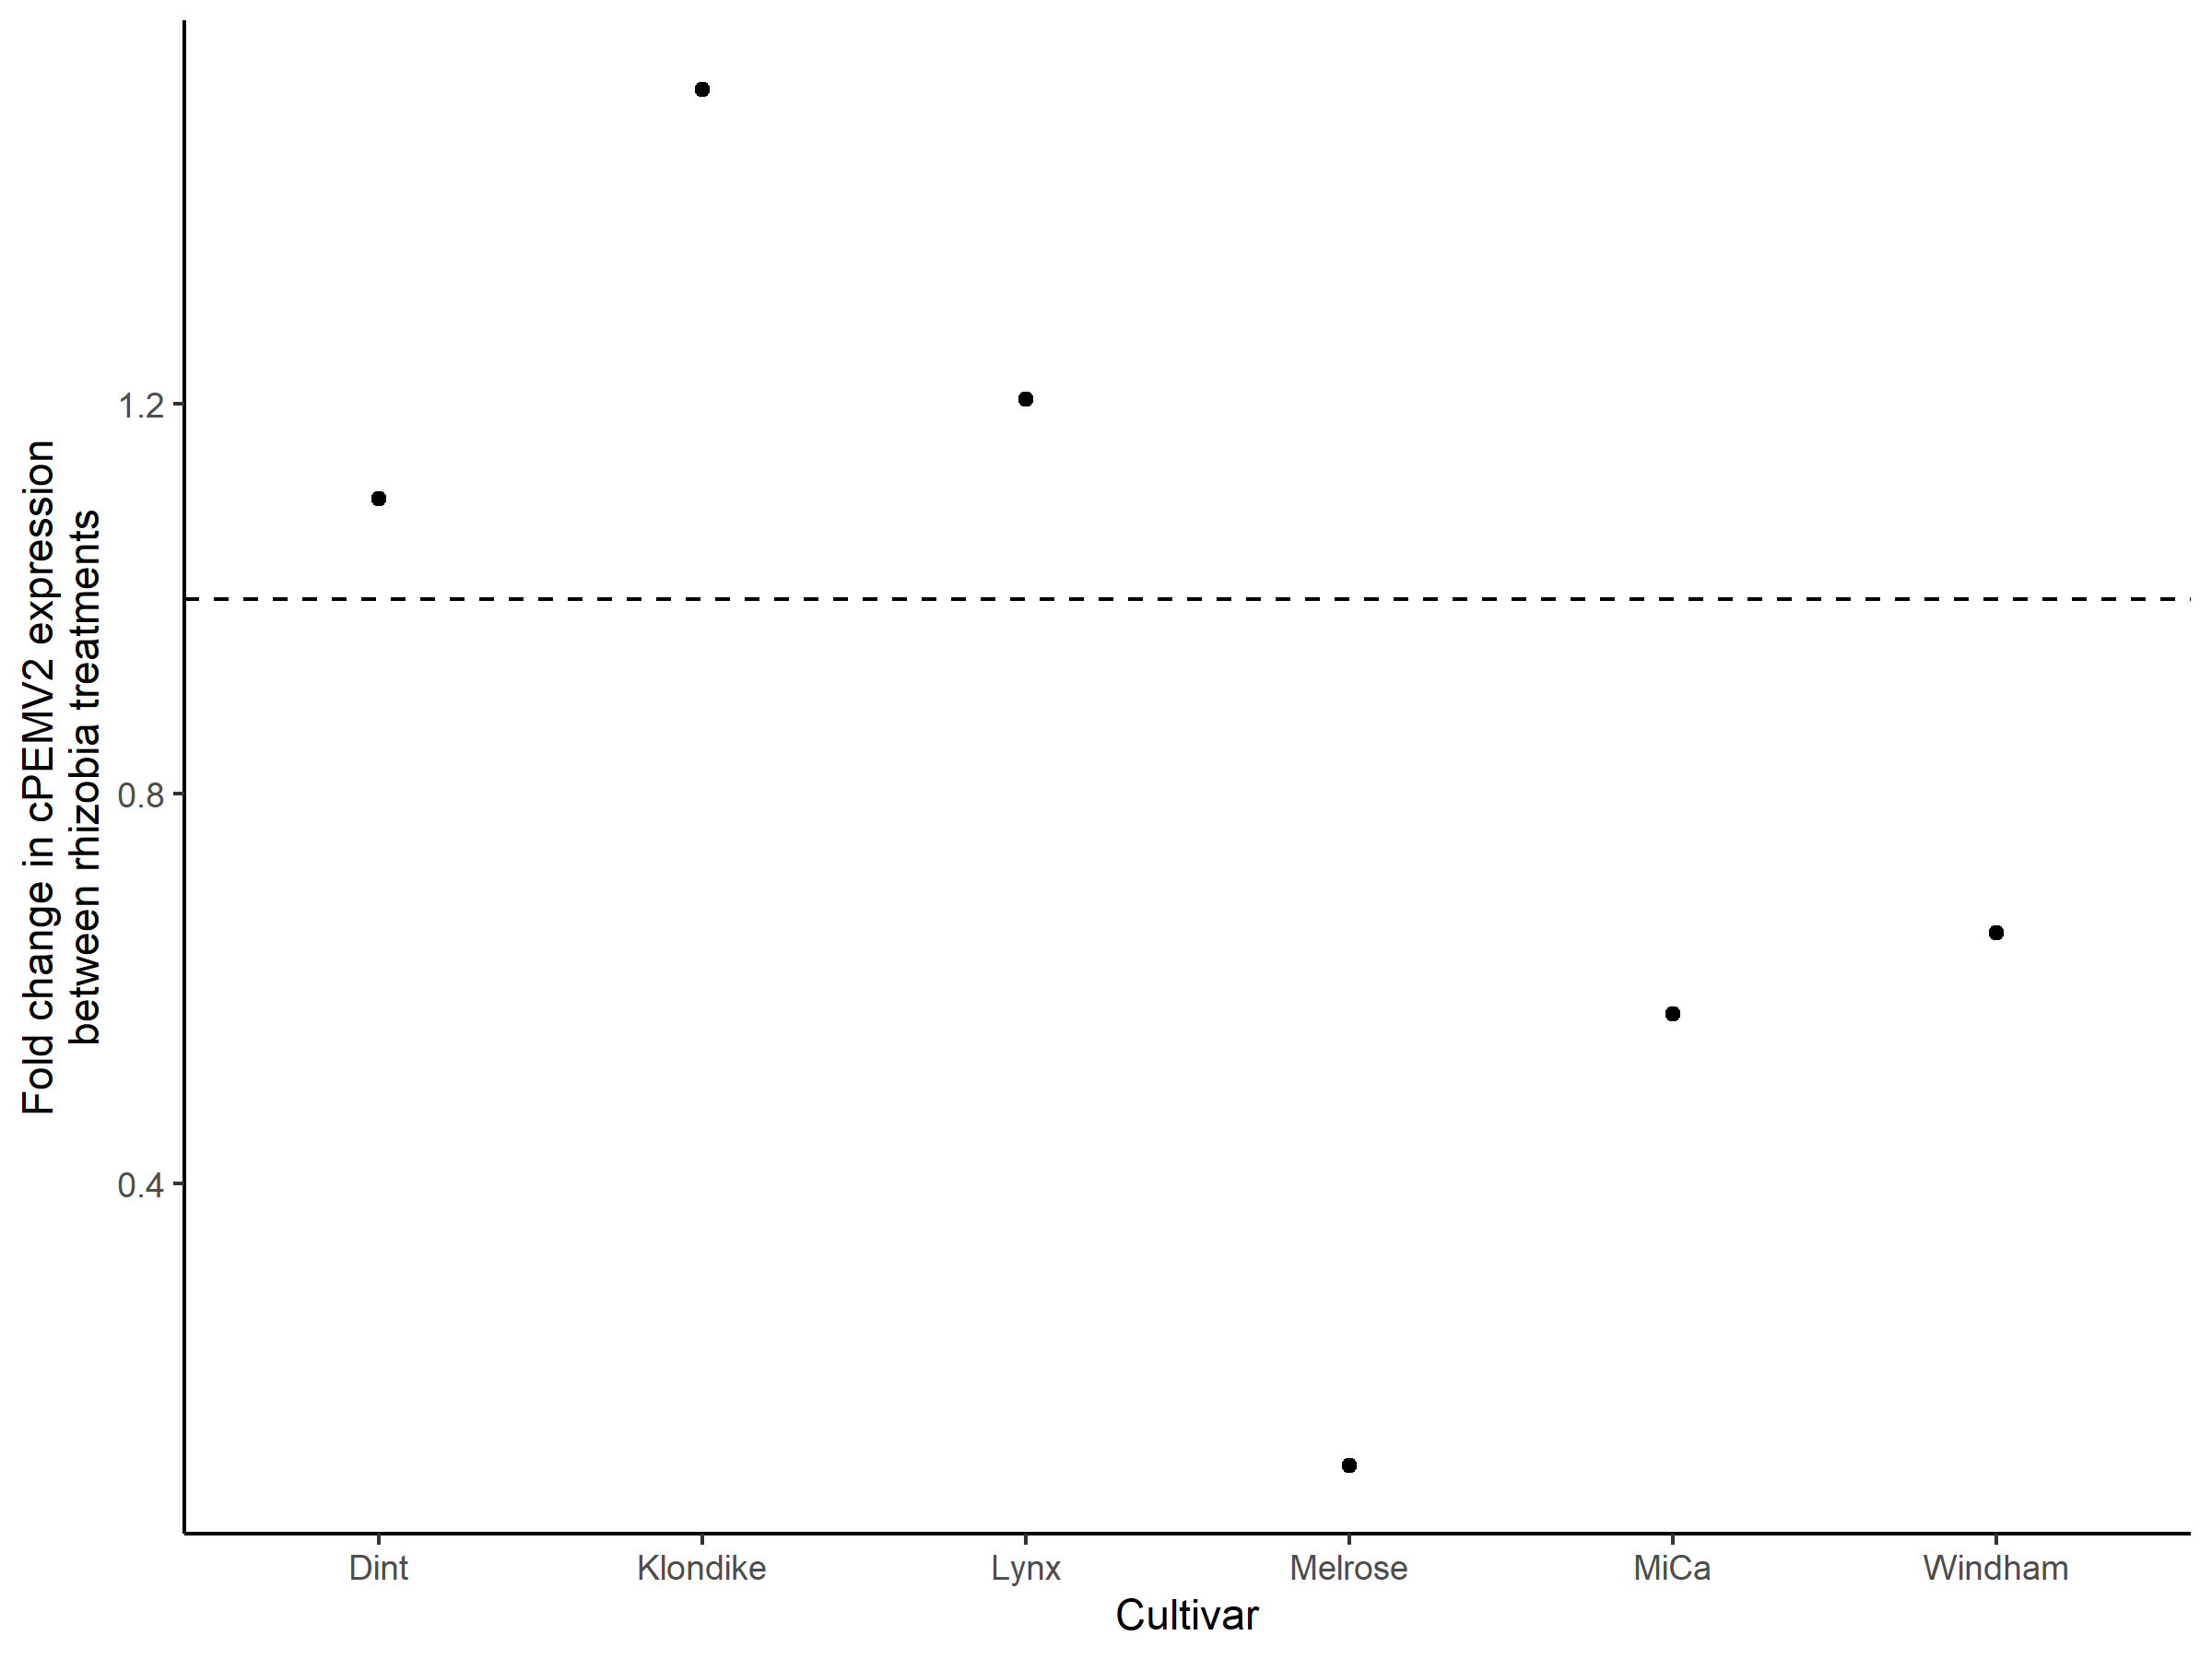 Fold change in cPEMV2 expression
between rhizobia treatments
1.2
0.8
0.4
Dint Klondike Lynx Melrose MiCa Windham
Cultivar